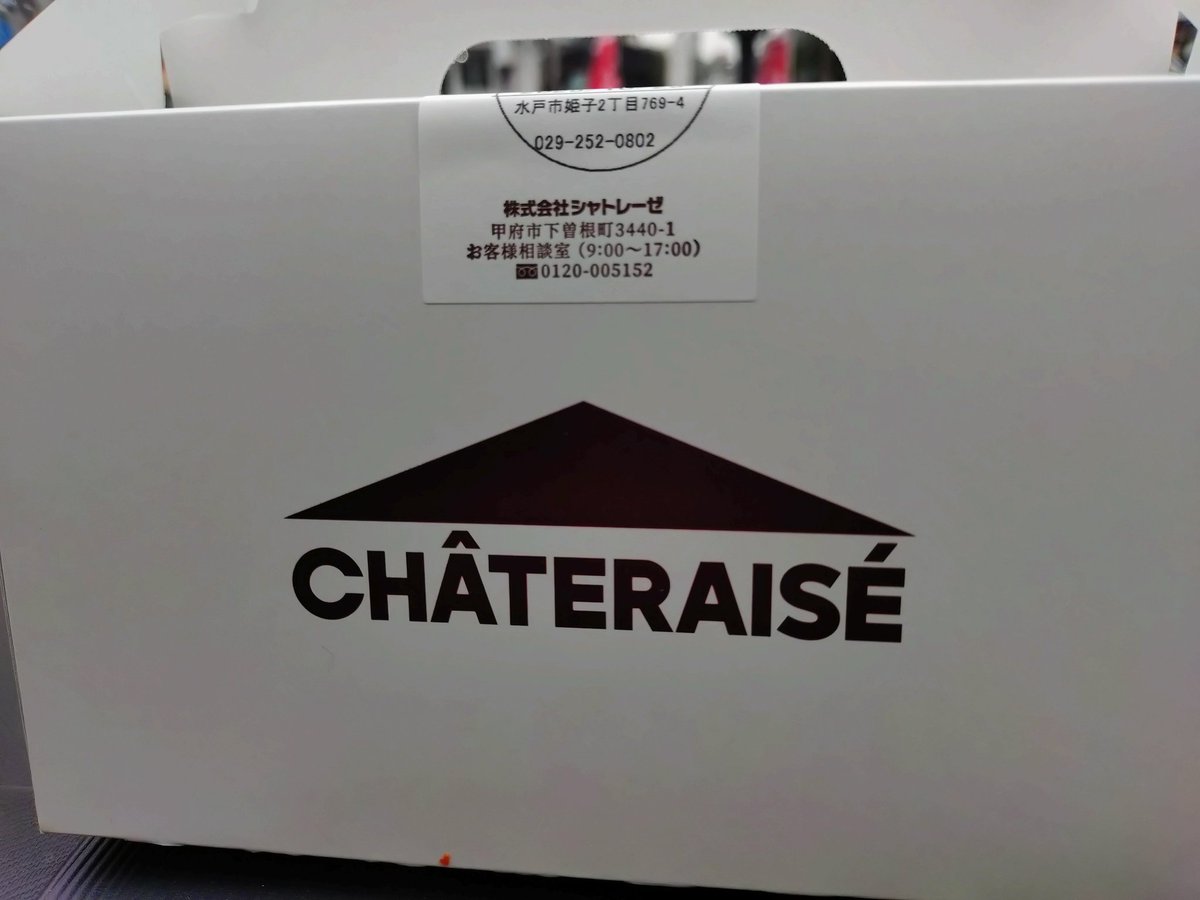 水戸市姫子2丁目769-4
029-252-0802
株式会社シャトレーゼ
甲府市下曽根町3440-1
お客様相談室（9:00～17:00）
0120-005152
CHÂTERAISÉ